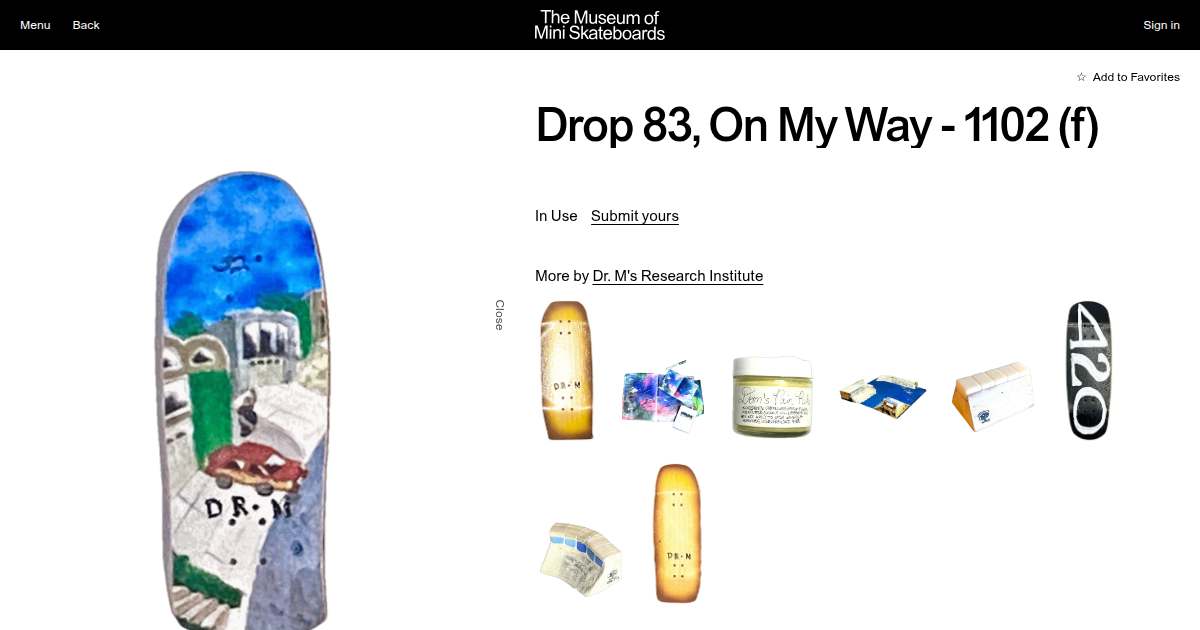 Menu
Back
The Museum of
Mini Skateboards
Sign in
☆ Add to Favorites
Drop 83, On My Way - 1102 (f)
In Use
Submit yours
More by Dr. M's Research Institute
Close
DR•M
DR•M
420
DR•M